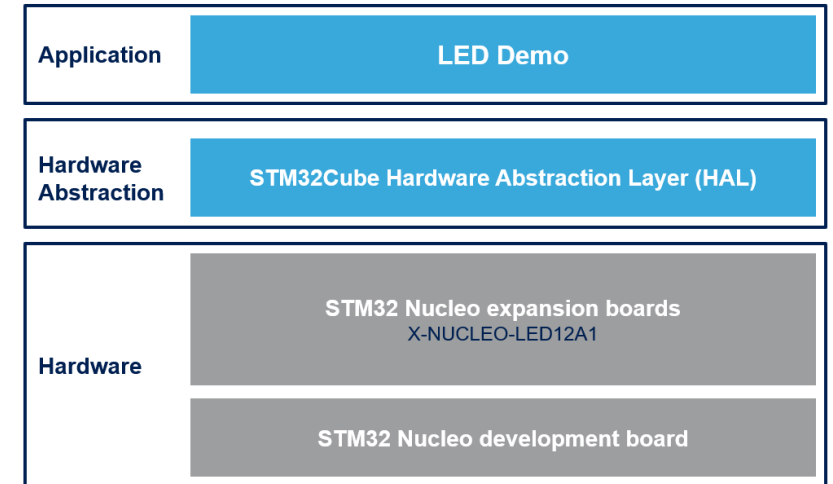 Application
LED Demo
Hardware
Abstraction
STM32Cube Hardware Abstraction Layer (HAL)
Hardware
STM32 Nucleo expansion boards
X-NUCLEO-LED12A1
STM32 Nucleo development board